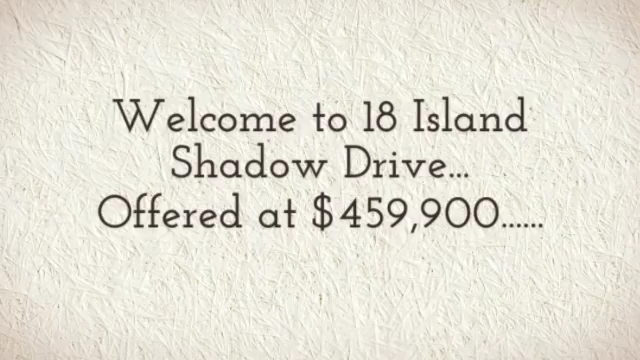 Welcome to 18 Island
Shadow Drive...
Offered at $459,900......